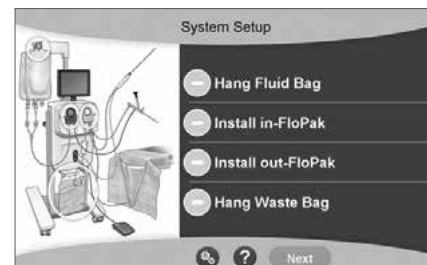 System Setup
Hang Fluid Bag
Install in-FloPak
Install out-FloPak
Hang Waste Bag
?
Next